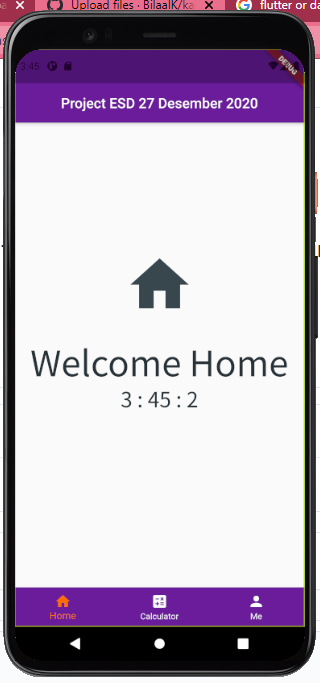 Upload files · BilaalK/ka
flutter or da
3:45
DEBUG
Project ESD 27 Desember 2020
Welcome Home
3 : 45 : 2
Home
Calculator
Me